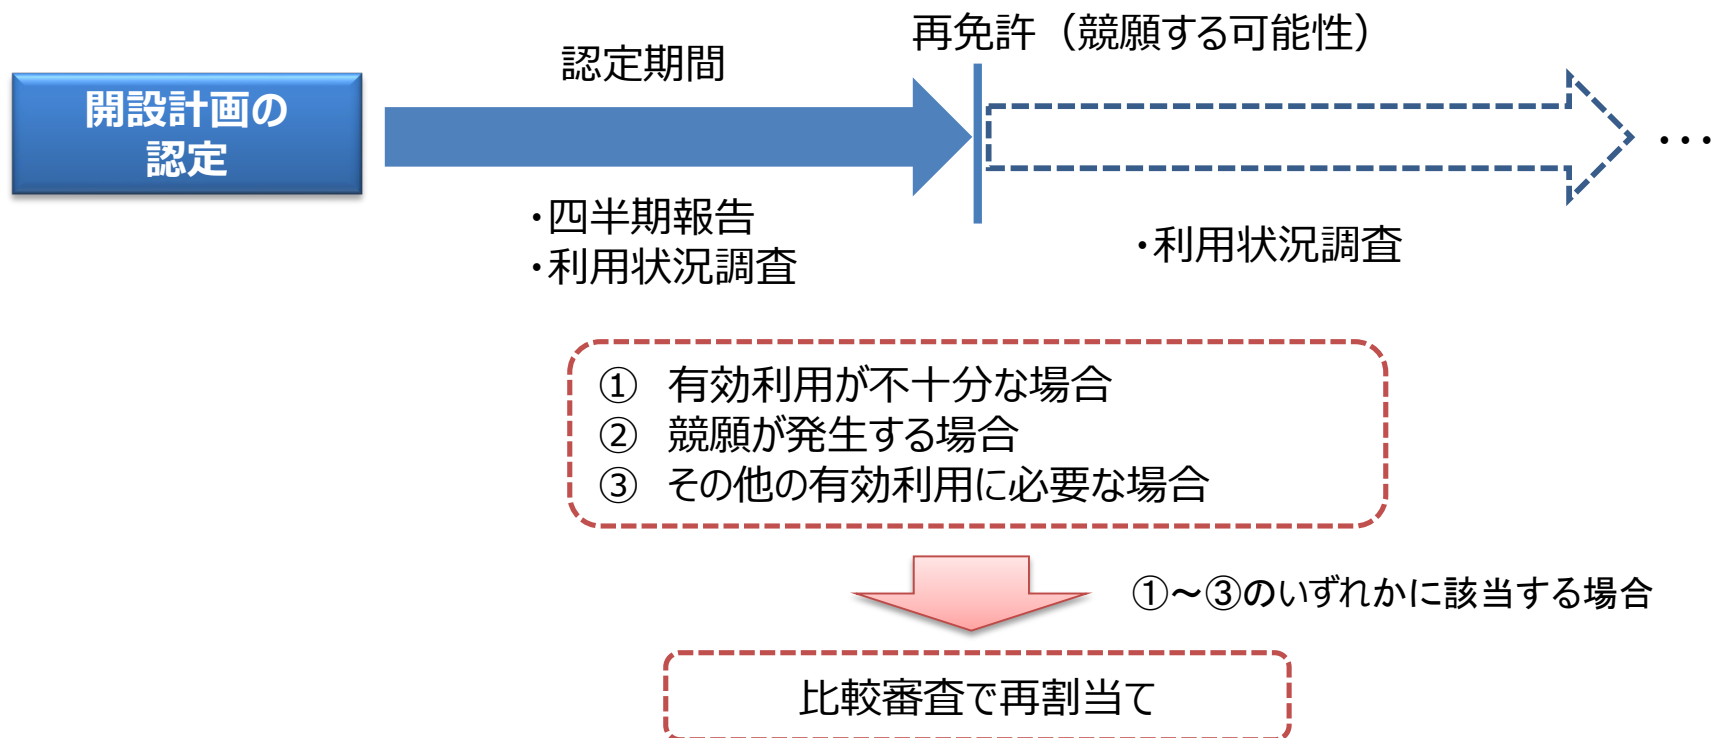 再免許（競願する可能性）
認定期間
開設計画の
認定
…
・四半期報告
・利用状況調査
・利用状況調査
① 有効利用が不十分な場合
② 競願が発生する場合
③ その他の有効利用に必要な場合
①～③のいずれかに該当する場合
比較審査で再割当て